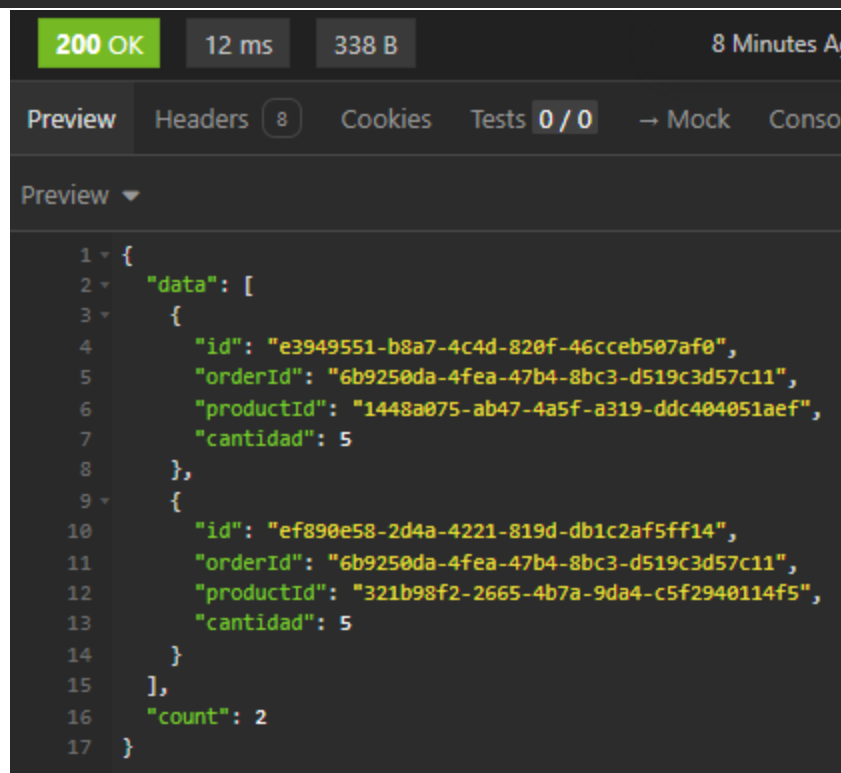 200 OK 12 ms 338 B 8 Minutes A
Preview Headers 8 Cookies Tests 0 / 0 → Mock Conso
Preview
1 {
2 "data": [
3 {
4 "id": "e3949551-b8a7-4c4d-820f-46cceb507af0",
5 "orderId": "6b9250da-4fea-47b4-8bc3-d519c3d57c11",
6 "productId": "1448a075-ab47-4a5f-a319-ddc404051aef",
7 "cantidad": 5
8 },
9 {
10 "id": "ef890e58-2d4a-4221-819d-db1c2af5ff14",
11 "orderId": "6b9250da-4fea-47b4-8bc3-d519c3d57c11",
12 "productId": "321b98f2-2665-4b7a-9da4-c5f2940114f5",
13 "cantidad": 5
14 }
15 ],
16 "count": 2
17 }